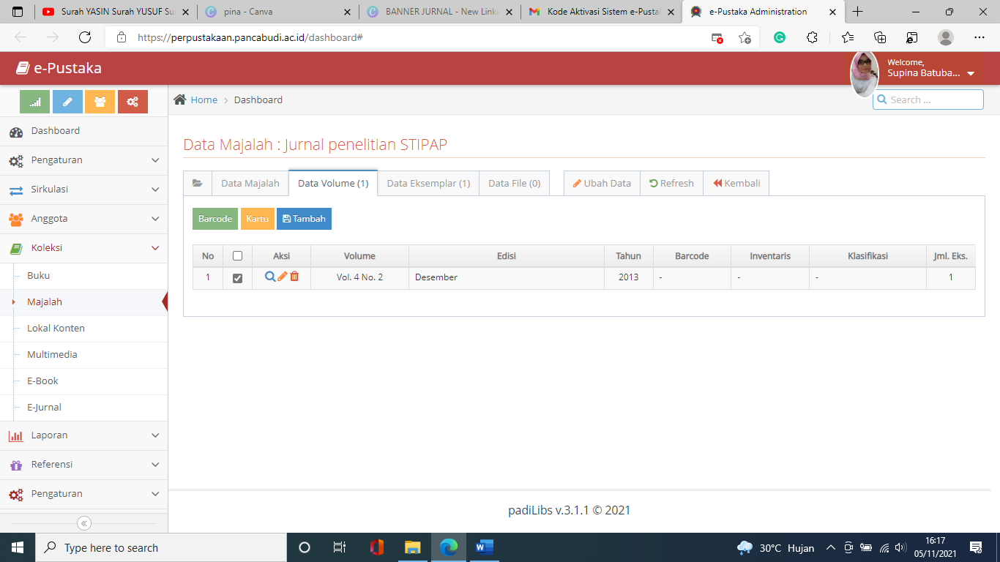 Surah YASIN Surah YUSUF Su
pina - Canva
BANNER JURNAL - New Linke
Kode Aktivasi Sistem e-Pustak
e-Pustaka Administration
https://perpustakaan.pancabudi.ac.id/dashboard#
e-Pustaka
Welcome,
Supina Batuba...
Home > Dashboard
Search ...
Dashboard
Pengaturan
Sirkulasi
Anggota
Koleksi
Buku
Majalah
Lokal Konten
Multimedia
E-Book
E-Jurnal
Laporan
Referensi
Pengaturan
Data Majalah : Jurnal penelitian STIPAP
Data Majalah Data Volume (1) Data Eksemplar (1) Data File (0) Ubah Data Refresh Kembali
Barcode Kartu Tambah
No Aksi Volume Edisi Tahun Barcode Inventaris Klasifikasi Jml. Eks.
1 Vol. 4 No. 2 Desember 2013 - - - 1
padiLibs v.3.1.1 © 2021
Type here to search
30°C Hujan
16:17
05/11/2021